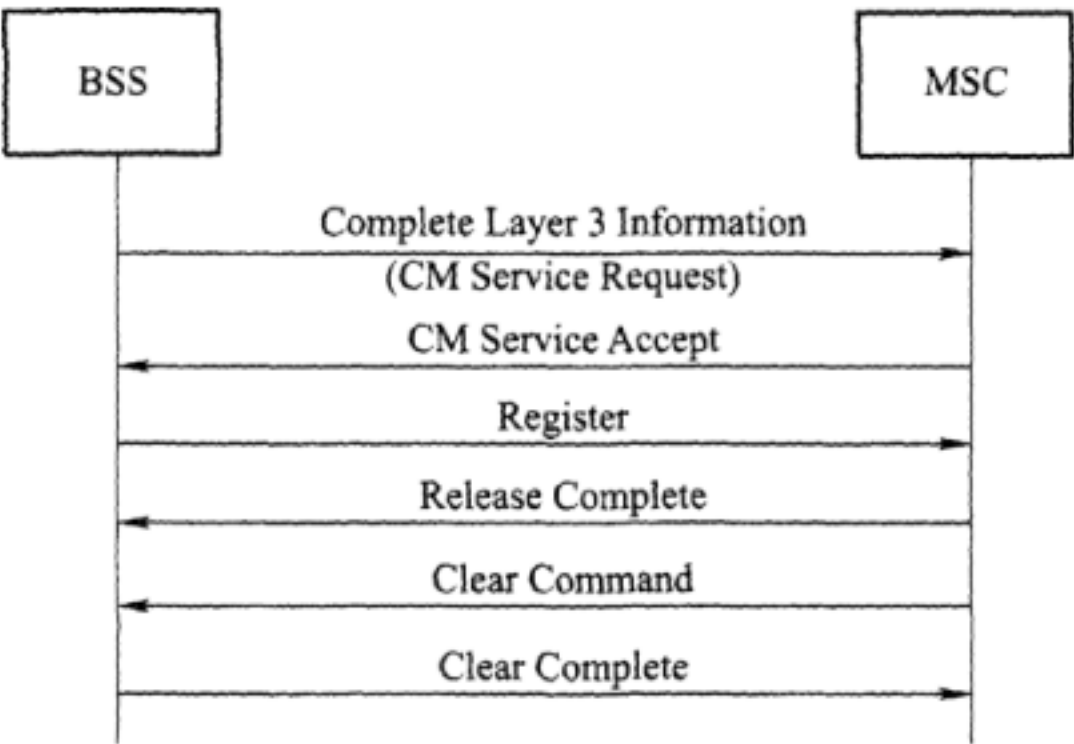 BSS
MSC
Complete Layer 3 Information
(CM Service Request)
CM Service Accept
Register
Release Complete
Clear Command
Clear Complete